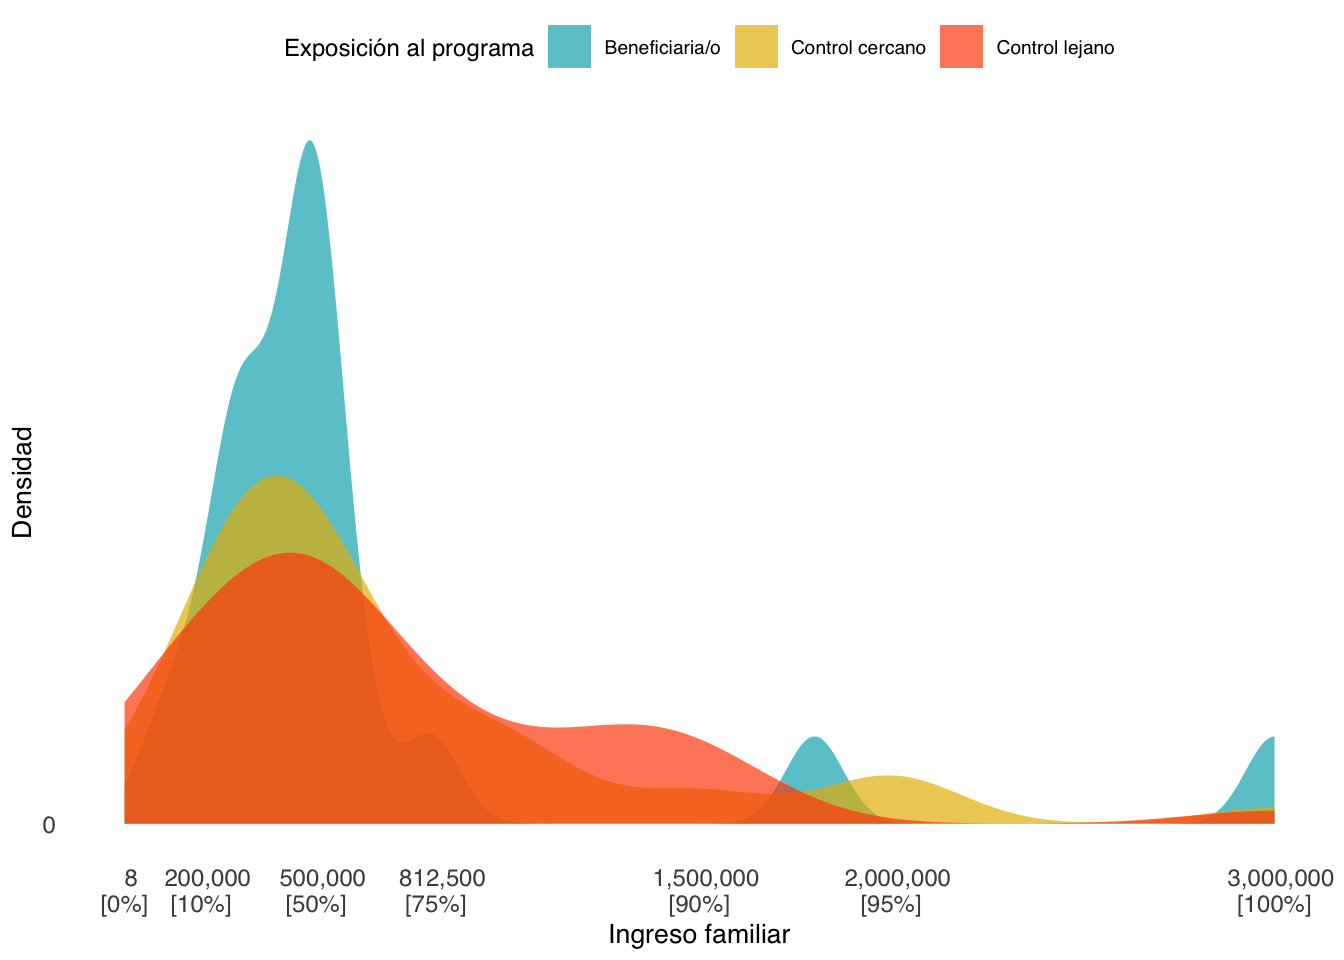 Exposición al programa Beneficiaria/o Control cercano Control lejano
Densidad
0
8 200,000 500,000 812,500 1,500,000 2,000,000 3,000,000
[0%] [10%] [50%] [75%] [90%] [95%] [100%]
Ingreso familiar